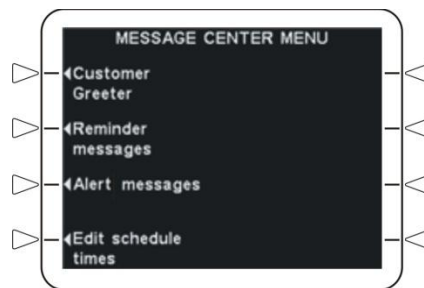 MESSAGE CENTER MENU
Customer
Greeter
Reminder
messages
Alert messages
Edit schedule
times